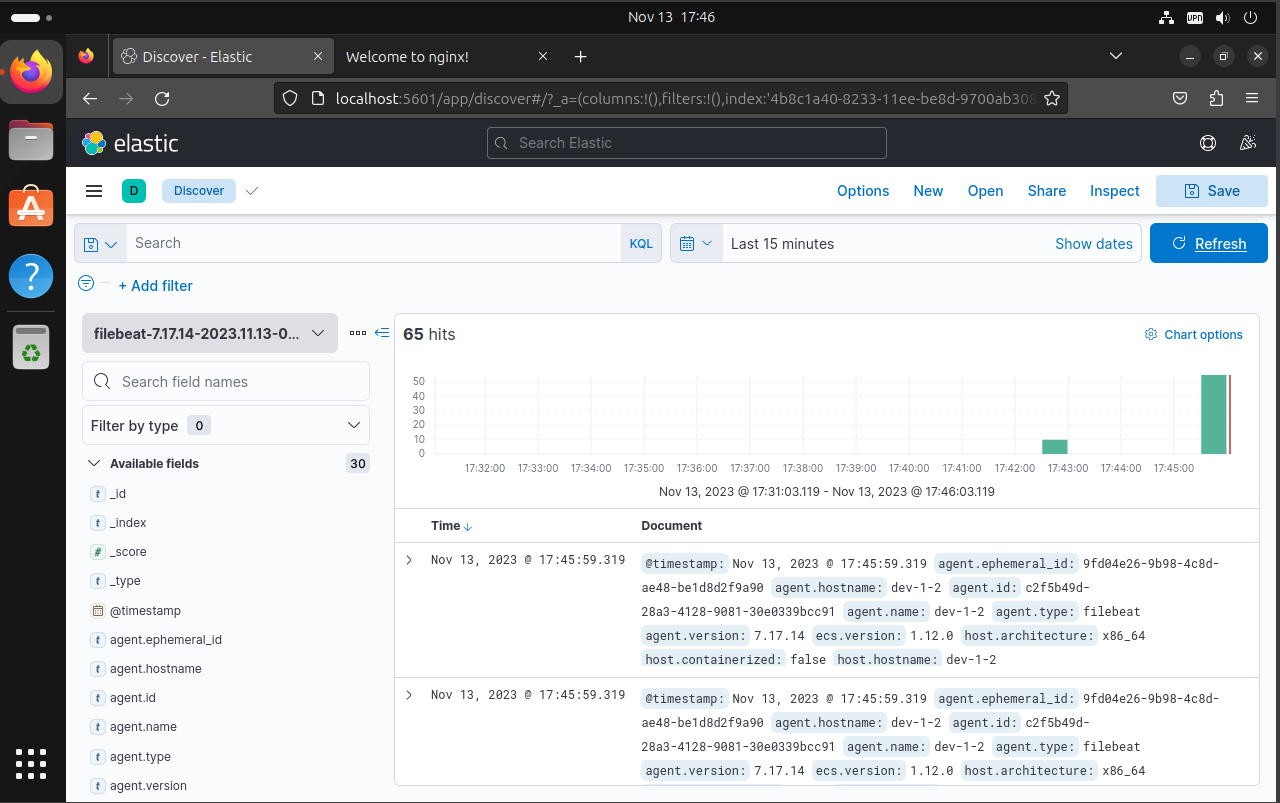 Nov 13 17:46
VPN
Discover - Elastic
Welcome to nginx!
localhost:5601/app/discover#/?_a=(columns:!(),filters:!(),index:'4b8c1a40-8233-11ee-be8d-9700ab308
elastic
Search Elastic
D
Discover
Options
New
Open
Share
Inspect
Save
Search
KQL
Last 15 minutes
Show dates
Refresh
+ Add filter
filebeat-7.17.14-2023.11.13-0...
65 hits
Chart options
Search field names
Filter by type 0
Available fields 30
t _id
t _index
# _score
t _type
@timestamp
t agent.ephemeral_id
t agent.hostname
t agent.id
t agent.name
t agent.type
t agent.version
50
40
30
20
10
0
17:32:00 17:33:00 17:34:00 17:35:00 17:36:00 17:37:00 17:38:00 17:39:00 17:40:00 17:41:00 17:42:00 17:43:00 17:44:00 17:45:00
Nov 13, 2023 @ 17:31:03.119 - Nov 13, 2023 @ 17:46:03.119
Time Document
Nov 13, 2023 @ 17:45:59.319
@timestamp: Nov 13, 2023 @ 17:45:59.319 agent.ephemeral_id: 9fd04e26-9b98-4c8d-
ae48-be1d8d2f9a90 agent.hostname: dev-1-2 agent.id: c2f5b49d-
28a3-4128-9081-30e0339bcc91 agent.name: dev-1-2 agent.type: filebeat
agent.version: 7.17.14 ecs.version: 1.12.0 host.architecture: x86_64
host.containerized: false host.hostname: dev-1-2
Nov 13, 2023 @ 17:45:59.319
@timestamp: Nov 13, 2023 @ 17:45:59.319 agent.ephemeral_id: 9fd04e26-9b98-4c8d-
ae48-be1d8d2f9a90 agent.hostname: dev-1-2 agent.id: c2f5b49d-
28a3-4128-9081-30e0339bcc91 agent.name: dev-1-2 agent.type: filebeat
agent.version: 7.17.14 ecs.version: 1.12.0 host.architecture: x86_64